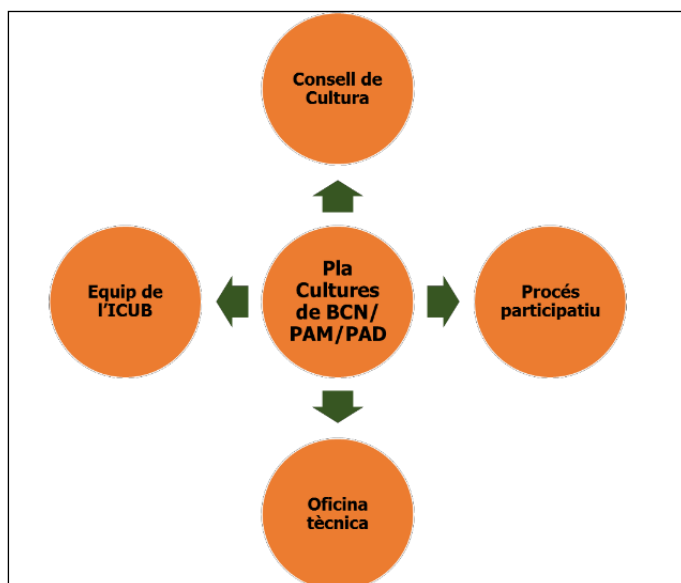 Consell de
Cultura
Equip de
l'ICUB
Pla
Cultures
de BCN/
PAM/PAD
Procés
participatiu
Oficina
tècnica